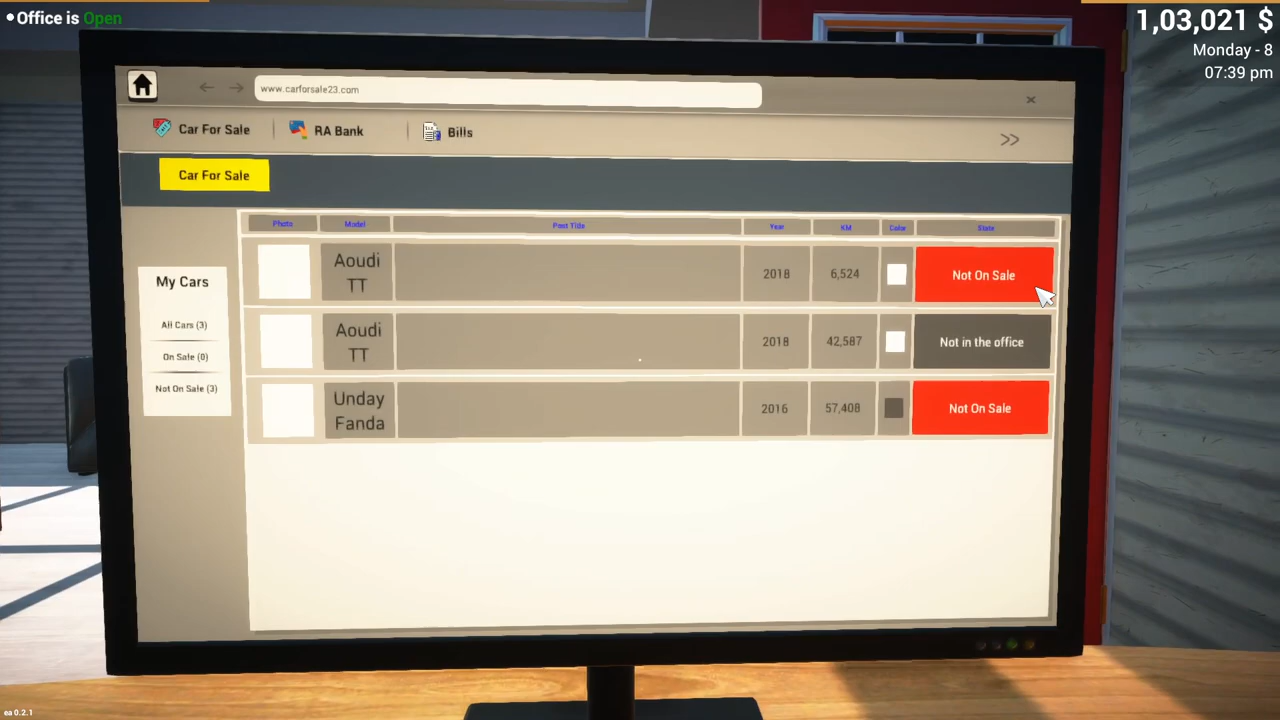 Office is Open
1,03,021 $
Monday - 8
07:39 pm
www.carforsale23.com
Car For Sale
RA Bank
Bills
>>
Car For Sale
Photo Model Post Title Year KM Color State
My Cars
All Cars (3)
On Sale (0)
Not On Sale (3)
Aoudi
TT
2018 6,524 Not On Sale
Aoudi
TT
2018 42,587 Not in the office
Unday
Fanda
2016 57,408 Not On Sale
ea 0.2.1